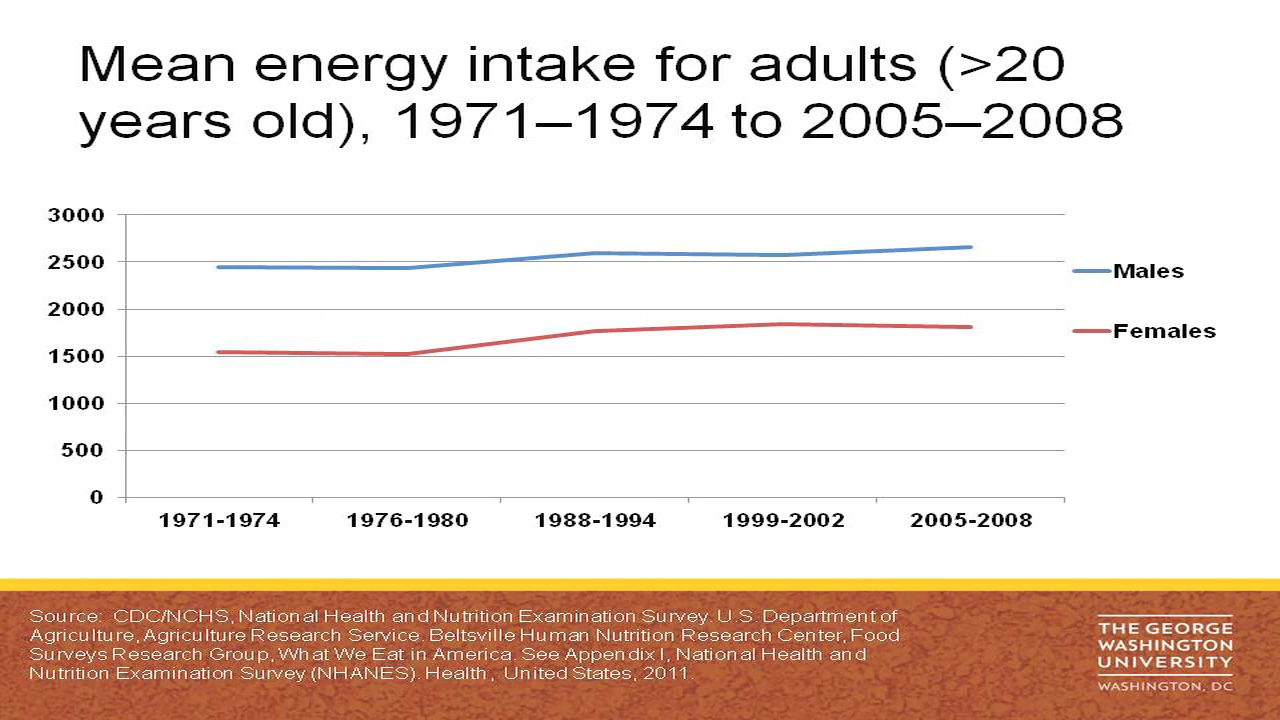 Mean energy intake for adults (>20
years old), 1971–1974 to 2005–2008
3000
2500
2000
1500
1000
500
0
Males
Females
1971-1974 1976-1980 1988-1994 1999-2002 2005-2008
Source: CDC/NCHS, National Health and Nutrition Examination Survey. U.S. Department of
Agriculture, Agriculture Research Service. Beltsville Human Nutrition Research Center, Food
Surveys Research Group, What We Eat in America. See Appendix I, National Health and
Nutrition Examination Survey (NHANES). Health, United States, 2011.
THE GEORGE
WASHINGTON
UNIVERSITY
WASHINGTON, DC